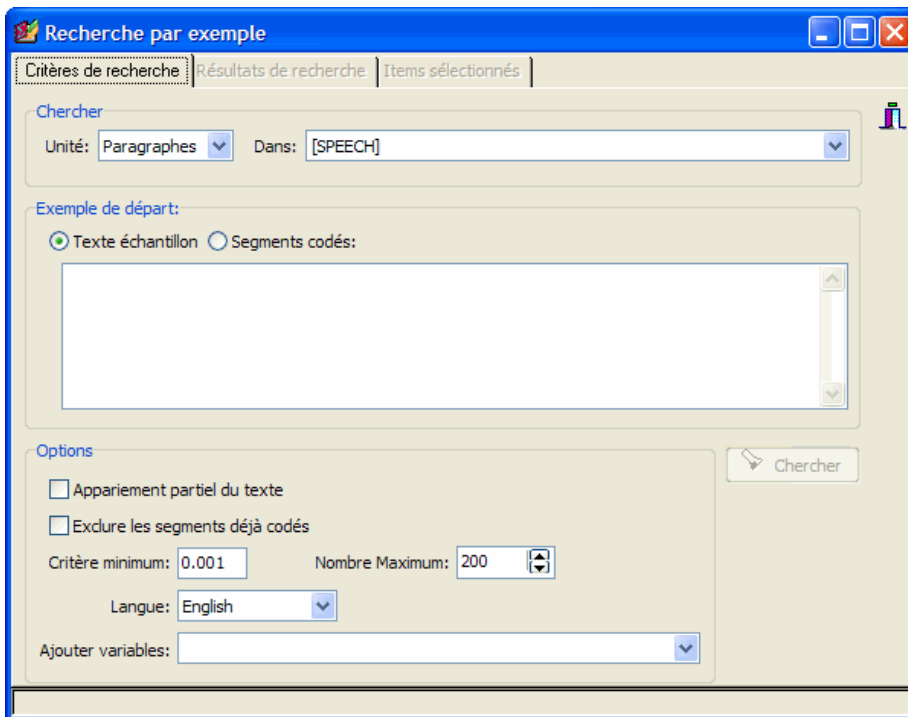 Recherche par exemple
Critères de recherche Résultats de recherche Items sélectionnés
Chercher
Unité: Paragraphes Dans: [SPEECH]
Exemple de départ:
Texte échantillon Segments codés:
Options
Appariement partiel du texte
Exclure les segments déjà codés
Critère minimum: 0.001 Nombre Maximum: 200
Langue: English
Ajouter variables:
Chercher